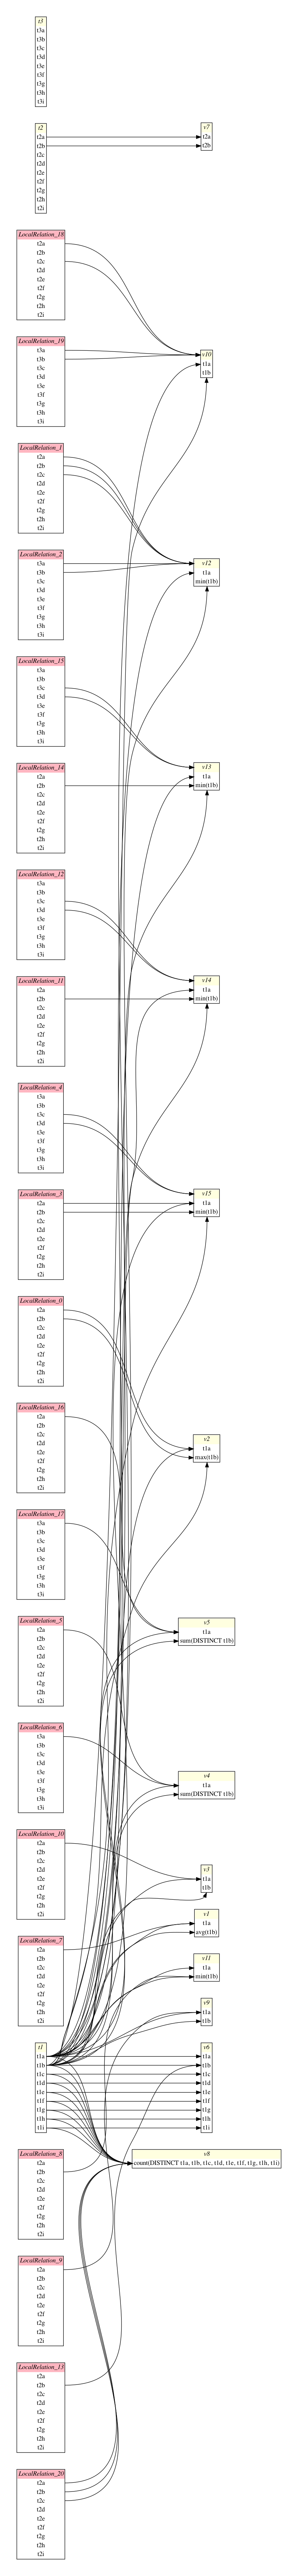 t3
t3a
t3b
t3c
t3d
t3e
t3f
t3g
t3h
t3i
t2
t2a
t2b
t2c
t2d
t2e
t2f
t2g
t2h
t2i
LocalRelation_18
t2a
t2b
t2c
t2d
t2e
t2f
t2g
t2h
t2i
LocalRelation_19
t3a
t3b
t3c
t3d
t3e
t3f
t3g
t3h
t3i
LocalRelation_1
t2a
t2b
t2c
t2d
t2e
t2f
t2g
t2h
t2i
LocalRelation_2
t3a
t3b
t3c
t3d
t3e
t3f
t3g
t3h
t3i
LocalRelation_15
t3a
t3b
t3c
t3d
t3e
t3f
t3g
t3h
t3i
LocalRelation_14
t2a
t2b
t2c
t2d
t2e
t2f
t2g
t2h
t2i
LocalRelation_12
t3a
t3b
t3c
t3d
t3e
t3f
t3g
t3h
t3i
LocalRelation_11
t2a
t2b
t2c
t2d
t2e
t2f
t2g
t2h
t2i
LocalRelation_4
t3a
t3b
t3c
t3d
t3e
t3f
t3g
t3h
t3i
LocalRelation_3
t2a
t2b
t2c
t2d
t2e
t2f
t2g
t2h
t2i
LocalRelation_0
t2a
t2b
t2c
t2d
t2e
t2f
t2g
t2h
t2i
LocalRelation_16
t2a
t2b
t2c
t2d
t2e
t2f
t2g
t2h
t2i
LocalRelation_17
t3a
t3b
t3c
t3d
t3e
t3f
t3g
t3h
t3i
LocalRelation_5
t2a
t2b
t2c
t2d
t2e
t2f
t2g
t2h
t2i
LocalRelation_6
t3a
t3b
t3c
t3d
t3e
t3f
t3g
t3h
t3i
LocalRelation_10
t2a
t2b
t2c
t2d
t2e
t2f
t2g
t2h
t2i
LocalRelation_7
t2a
t2b
t2c
t2d
t2e
t2f
t2g
t2h
t2i
t1
t1a
t1b
t1c
t1d
t1e
t1f
t1g
t1h
t1i
LocalRelation_8
t2a
t2b
t2c
t2d
t2e
t2f
t2g
t2h
t2i
LocalRelation_9
t2a
t2b
t2c
t2d
t2e
t2f
t2g
t2h
t2i
LocalRelation_13
t2a
t2b
t2c
t2d
t2e
t2f
t2g
t2h
t2i
LocalRelation_20
t2a
t2b
t2c
t2d
t2e
t2f
t2g
t2h
t2i
v7
t2a
t2b
v10
t1a
t1b
v12
t1a
min(t1b)
v13
t1a
min(t1b)
v14
t1a
min(t1b)
v15
t1a
min(t1b)
v2
t1a
max(t1b)
v5
t1a
sum(DISTINCT t1b)
v4
t1a
sum(DISTINCT t1b)
v3
t1a
t1b
v1
t1a
avg(t1b)
v11
t1a
min(t1b)
v9
t1a
t1b
v6
t1a
t1b
t1c
t1d
t1e
t1f
t1g
t1h
t1i
v8
count(DISTINCT t1a, t1b, t1c, t1d, t1e, t1f, t1g, t1h, t1i)